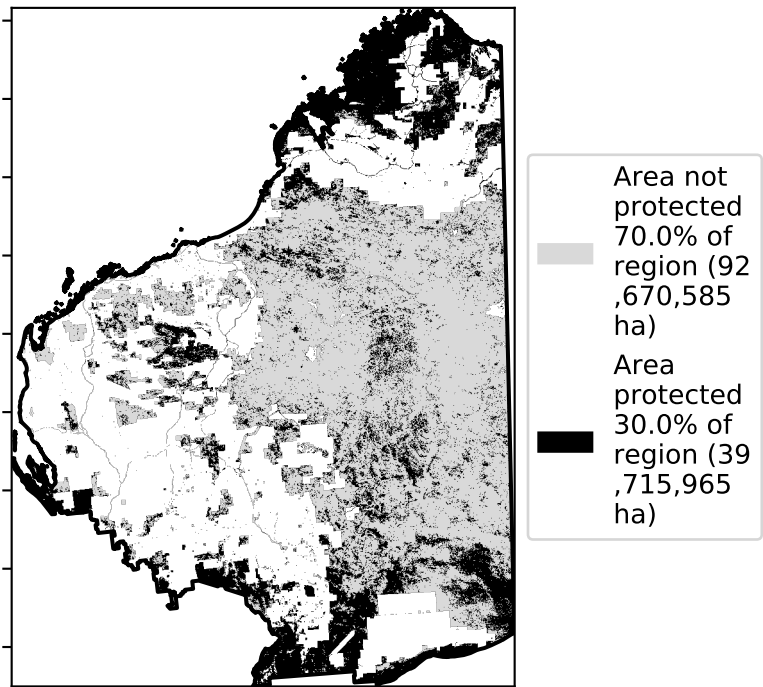 Area not
protected
70.0% of
region (92
,670,585
ha)
Area
protected
30.0% of
region (39
,715,965
ha)